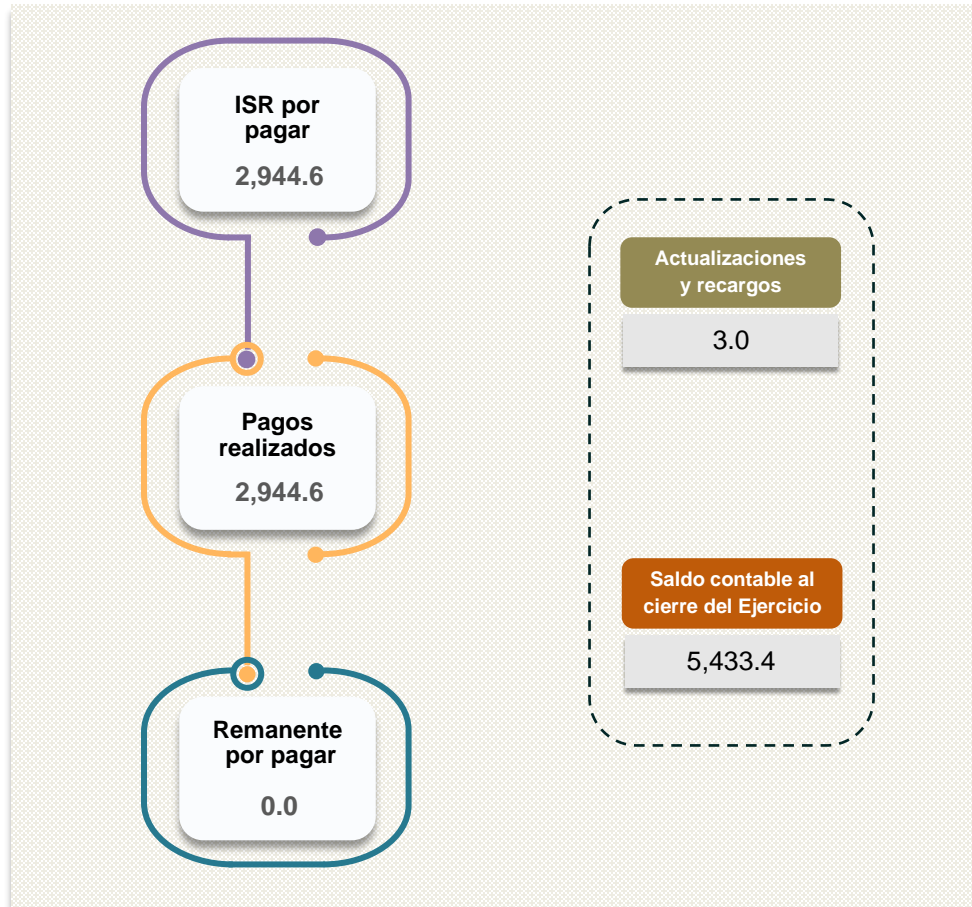 ISR por
pagar
2,944.6
Pagos
realizados
2,944.6
Remanente
por pagar
0.0
Actualizaciones
y recargos
3.0
Saldo contable al
cierre del Ejercicio
5,433.4